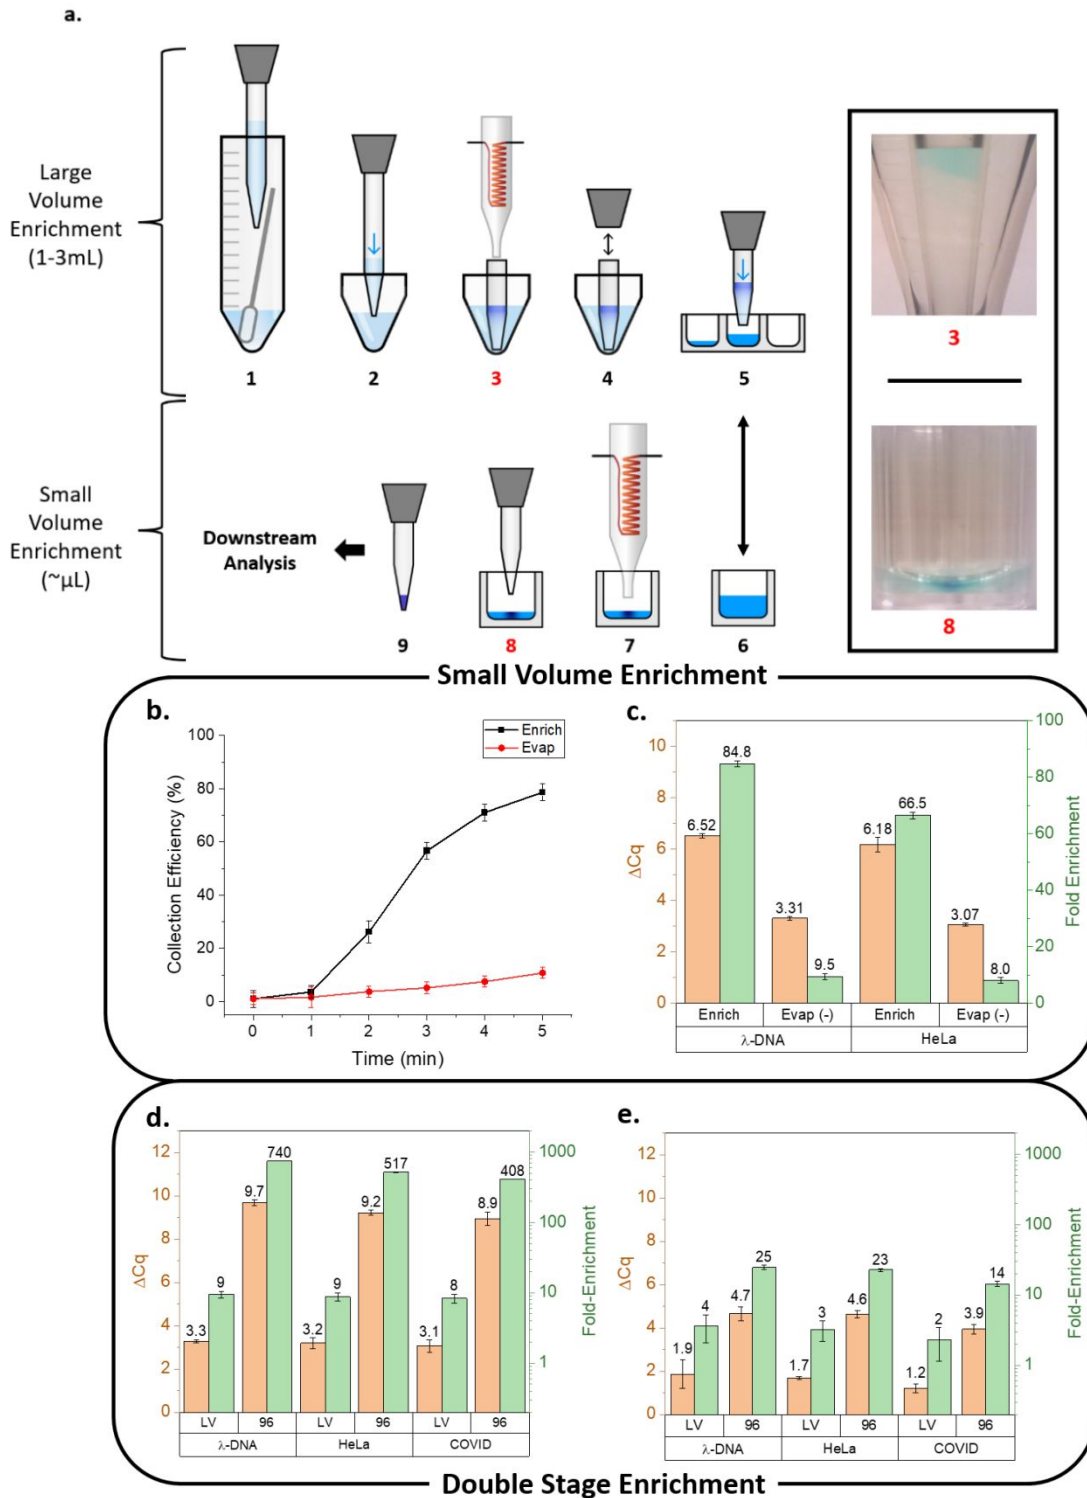 a.
Large
Volume
Enrichment
(1-3mL)
1
2
3
4
5
3
Small
Volume
Enrichment
(~µL)
Downstream
Analysis
9
8
7
6
8
Small Volume Enrichment
b.
Enrich
Evap
100
80
60
40
20
0
Collection Efficiency (%)
0 1 2 3 4 5
Time (min)
c.
10
8
6
4
2
0
ΔCq
6.52
84.8
3.31
9.5
6.18
66.5
3.07
8.0
100
80
60
40
20
0
Fold Enrichment
Enrich Evap (-) Enrich Evap (-)
λ-DNA HeLa
d.
12
10
8
6
4
2
0
ΔCq
3.3
9
9.7
740
3.2
9
9.2
517
3.1
8
8.9
408
1000
100
10
1
Fold-Enrichment
LV 96 LV 96 LV 96
λ-DNA HeLa COVID
e.
12
10
8
6
4
2
0
ΔCq
1.9
4
4.7
25
1.7
3
4.6
23
1.2
2
3.9
14
1000
100
10
1
Fold-Enrichment
LV 96 LV 96 LV 96
λ-DNA HeLa COVID
Double Stage Enrichment